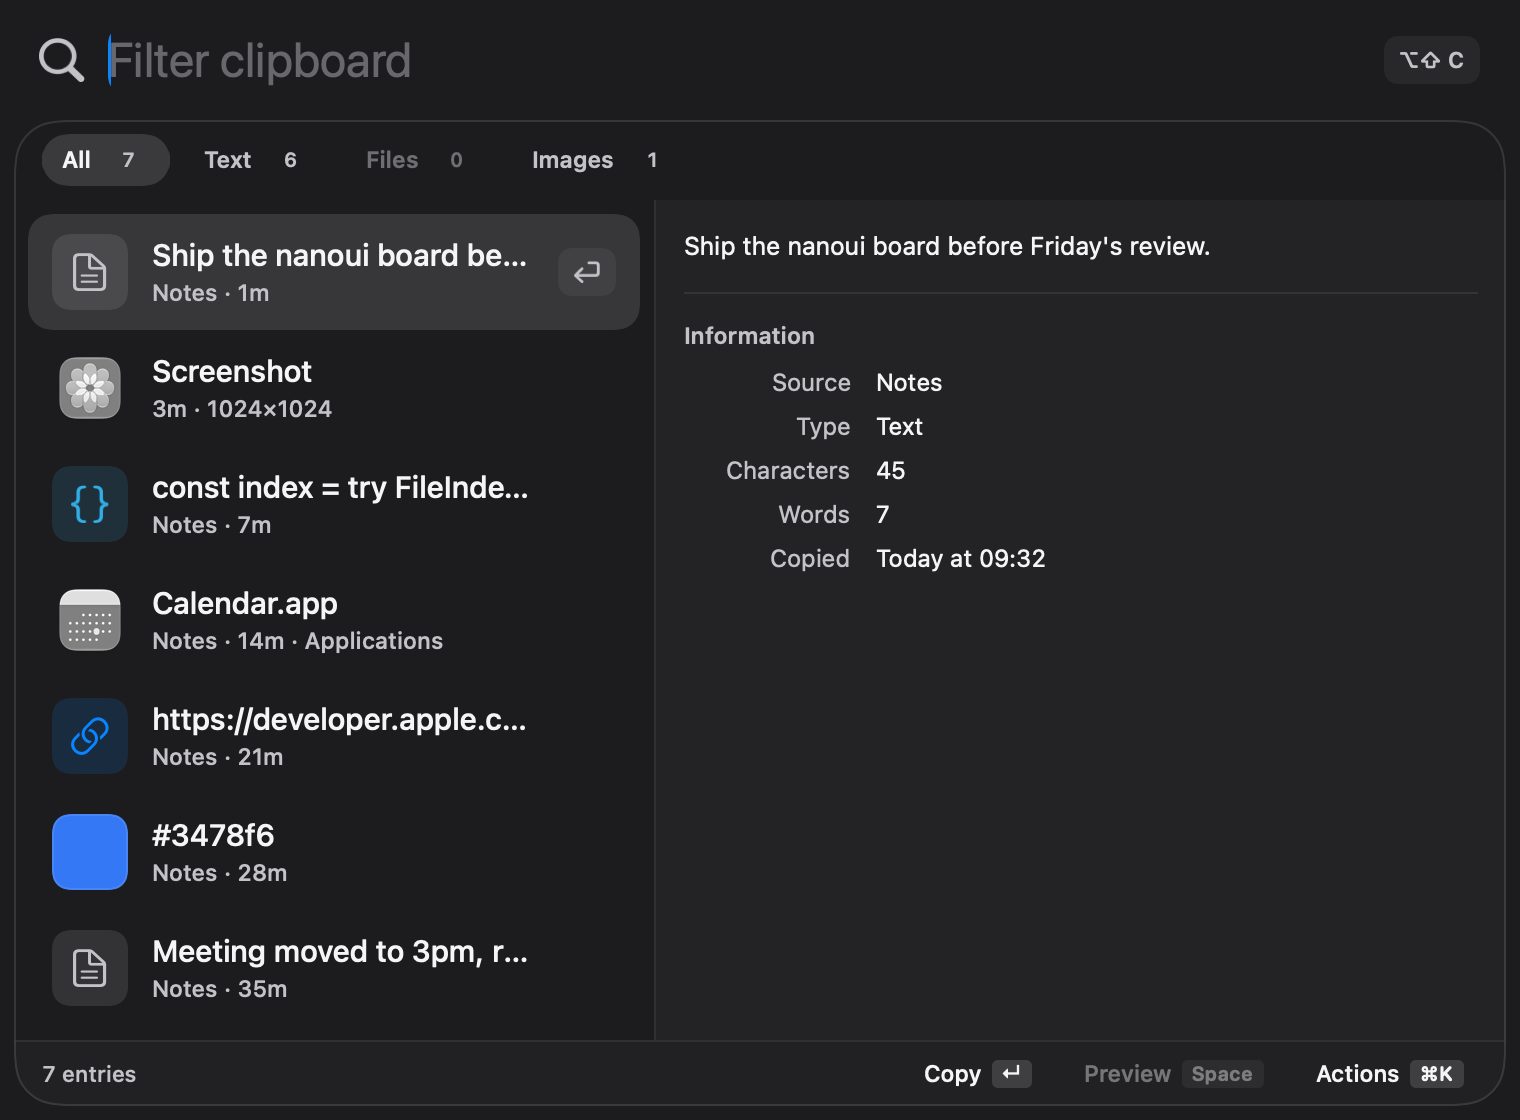 Filter clipboard
⌥⇧ C
All 7 Text 6 Files 0 Images 1
Ship the nanoui board be...
Notes · 1m
Screenshot
3m · 1024×1024
const index = try FileInde...
Notes · 7m
Calendar.app
Notes · 14m · Applications
https://developer.apple.c...
Notes · 21m
#3478f6
Notes · 28m
Meeting moved to 3pm, r...
Notes · 35m
Ship the nanoui board before Friday's review.
Information
Source Notes
Type Text
Characters 45
Words 7
Copied Today at 09:32
7 entries
Copy ↵ Preview Space Actions ⌘K